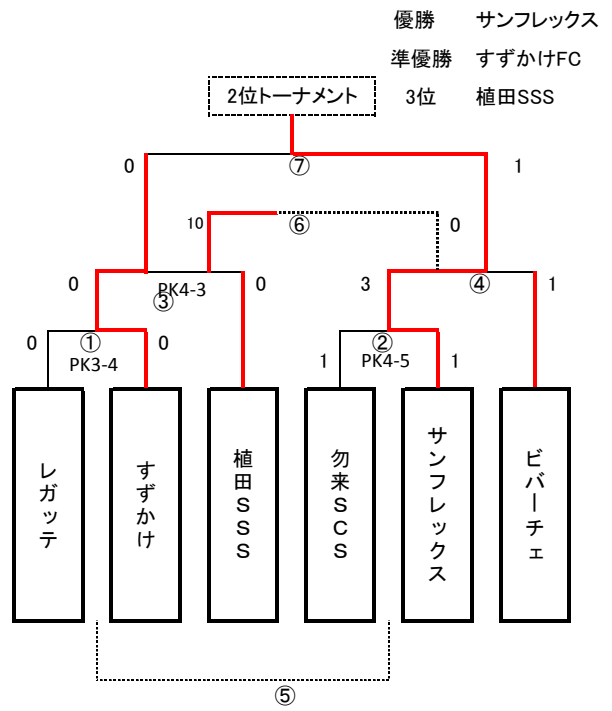 優勝 サンフレックス
準優勝 すずかけFC
2位トーナメント 3位 植田SSS
0 ⑦ 1
10 ⑥ 0
0 PK4-3 0 3 ④ 1
③
0 ① 0 ②
PK3-4 1 PK4-5 1
レガッテ
すずかけ
植田SSS
勿来SCS
サンフレックス
ビバーチェ
⑤